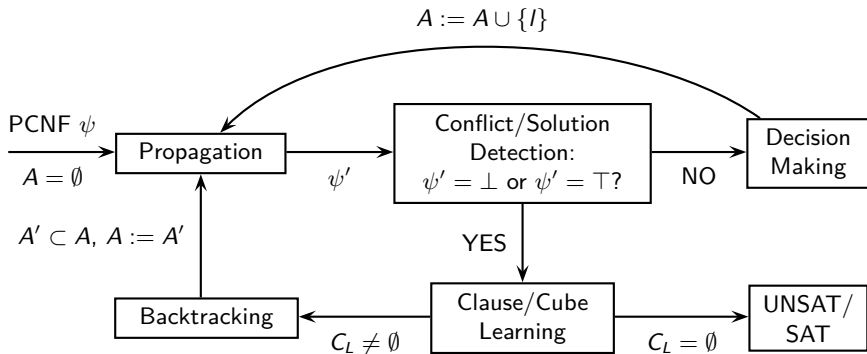 A := A ∪ {l}
PCNF ψ
A = ∅
Propagation
ψ′
Conflict/Solution
Detection:
ψ′ = ⊥ or ψ′ = ⊤?
NO
Decision
Making
A′ ⊂ A, A := A′
YES
Backtracking
C_L ≠ ∅
Clause/Cube
Learning
C_L = ∅
UNSAT/
SAT